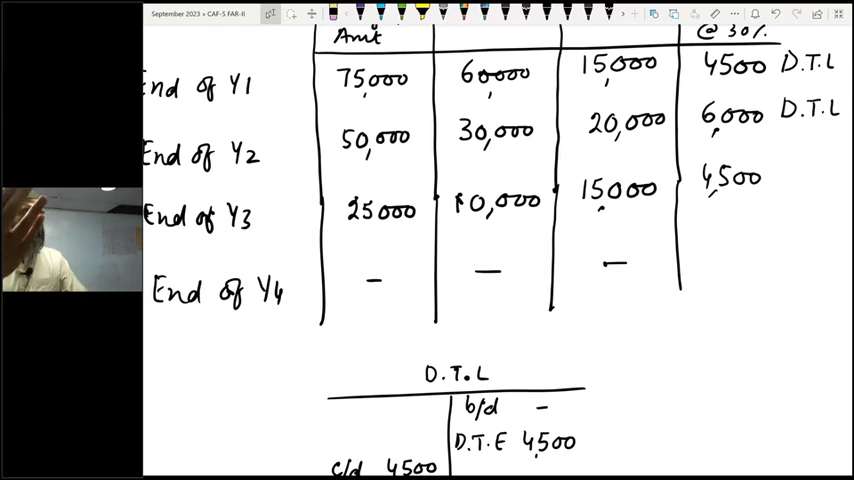 September 2023 • CAF-5 FAR-II
Amt @ 30%
End of Y1 75,000 60000 15,000 4500 D.T.L
End of Y2 50,000 30,000 20,000 6,000 D.T.L
End of Y3 25000 10,000 15,000 4,500
End of Y4 - - -
D.T.L
b/d -
D.T.E 4,500
c/d 4500